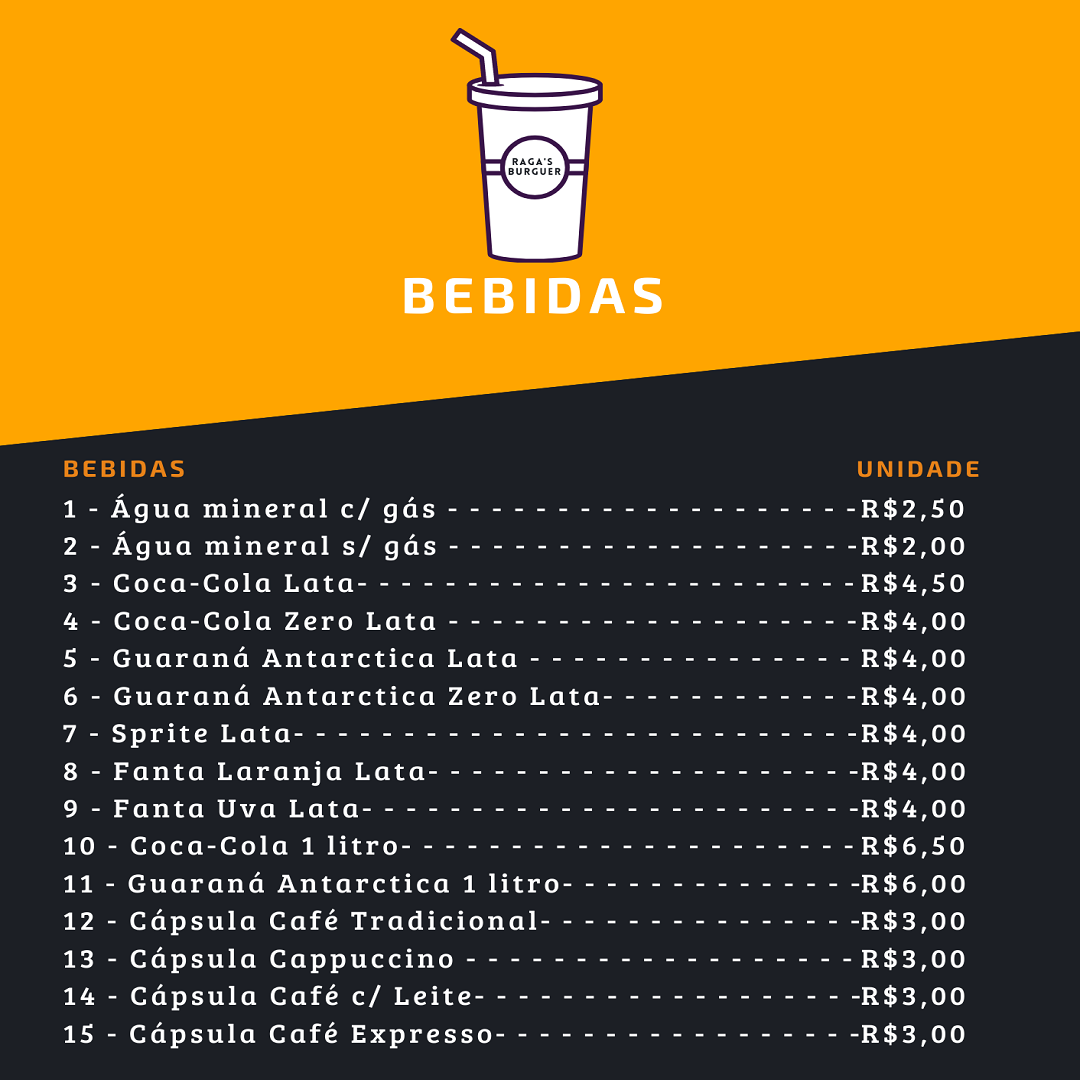 RAGA'S
BURGUER
BEBIDAS
BEBIDAS UNIDADE
1 - Água mineral c/ gás - - - - - - - - - - - - - - - - - - -R$2,50
2 - Água mineral s/ gás - - - - - - - - - - - - - - - - - - -R$2,00
3 - Coca-Cola Lata- - - - - - - - - - - - - - - - - - - - - - -R$4,50
4 - Coca-Cola Zero Lata - - - - - - - - - - - - - - - - - - -R$4,00
5 - Guaraná Antarctica Lata - - - - - - - - - - - - - - - R$4,00
6 - Guaraná Antarctica Zero Lata- - - - - - - - - - - -R$4,00
7 - Sprite Lata- - - - - - - - - - - - - - - - - - - - - - - - - -R$4,00
8 - Fanta Laranja Lata- - - - - - - - - - - - - - - - - - - -R$4,00
9 - Fanta Uva Lata- - - - - - - - - - - - - - - - - - - - - - -R$4,00
10 - Coca-Cola 1 litro- - - - - - - - - - - - - - - - - - - - -R$6,50
11 - Guaraná Antarctica 1 litro- - - - - - - - - - - - - -R$6,00
12 - Cápsula Café Tradicional- - - - - - - - - - - - - - -R$3,00
13 - Cápsula Cappuccino - - - - - - - - - - - - - - - - - - R$3,00
14 - Cápsula Café c/ Leite- - - - - - - - - - - - - - - - - -R$3,00
15 - Cápsula Café Expresso- - - - - - - - - - - - - - - - -R$3,00